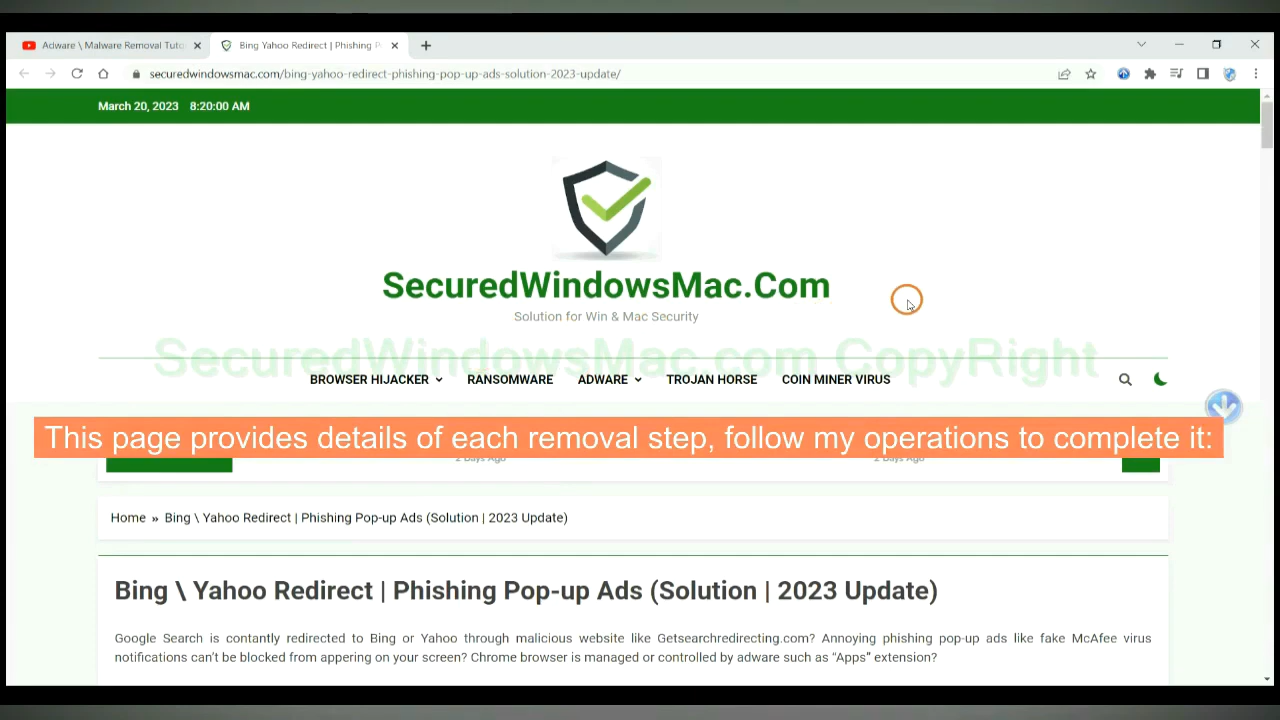 Adware \ Malware Removal Tuto
Bing Yahoo Redirect | Phishing P
securedwindowsmac.com/bing-yahoo-redirect-phishing-pop-up-ads-solution-2023-update/
March 20, 2023 8:20:00 AM
SecuredWindowsMac.Com
Solution for Win & Mac Security
SecuredWindowsMac.com CopyRight
BROWSER HIJACKER RANSOMWARE ADWARE TROJAN HORSE COIN MINER VIRUS
This page provides details of each removal step, follow my operations to complete it:
2 Days Ago 2 Days Ago
Home » Bing \ Yahoo Redirect | Phishing Pop-up Ads (Solution | 2023 Update)
Bing \ Yahoo Redirect | Phishing Pop-up Ads (Solution | 2023 Update)
Google Search is contantly redirected to Bing or Yahoo through malicious website like Getsearchredirecting.com? Annoying phishing pop-up ads like fake McAfee virus
notifications can't be blocked from appering on your screen? Chrome browser is managed or controlled by adware such as “Apps” extension?